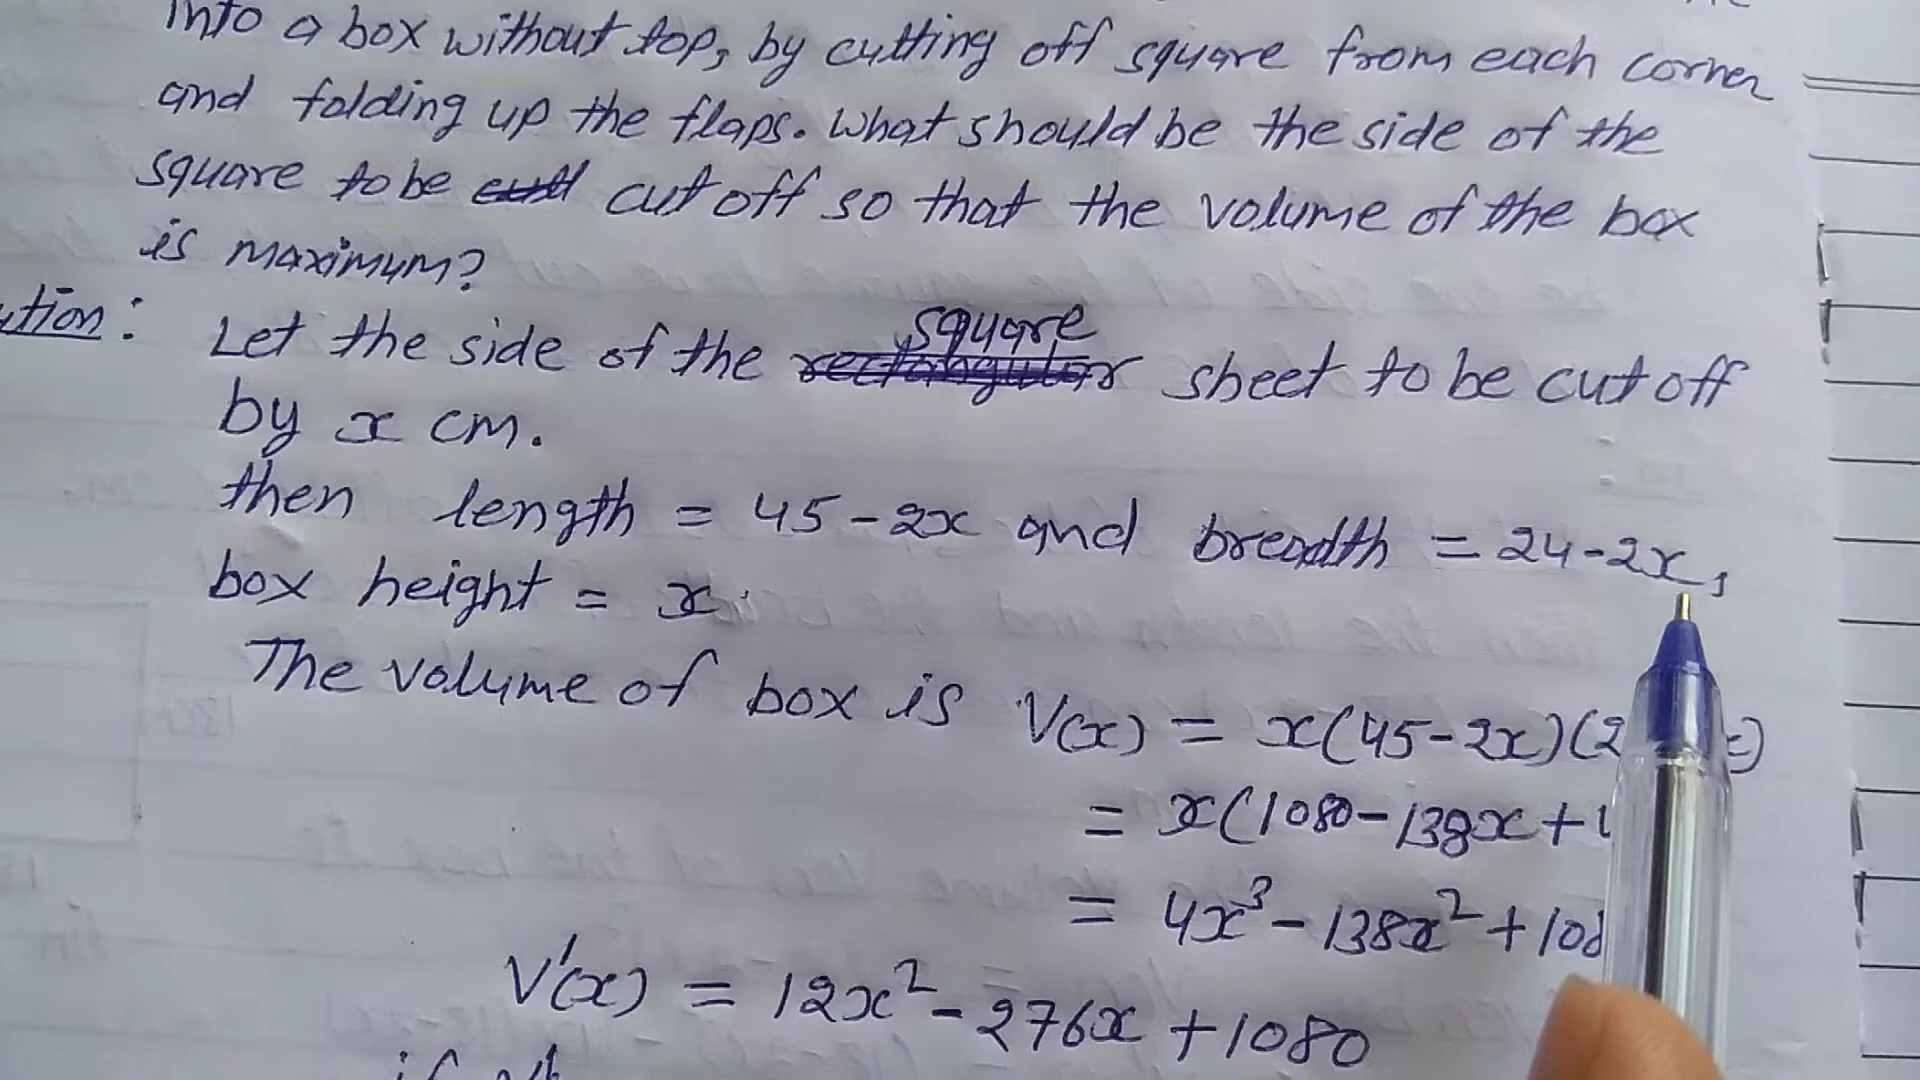 into a box without top, by cutting off square from each corner
and folding up the flaps. What should be the side of the
square to be cut off so that the volume of the box
is maximum?
Let the side of the square sheet to be cut off
by x cm.
then length = 45-2x and breadth = 24-2x,
box height = x.
The volume of box is V(x) = x(45-2x)(2
= x(1080-138x+
= 4x³-138x²+108
V'(x) = 12x²-276x+1080
if